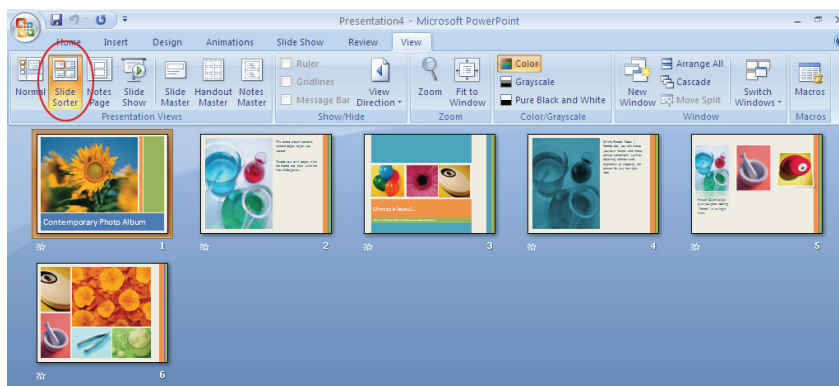 Presentation4 - Microsoft PowerPoint
Home Insert Design Animations Slide Show Review View
Normal Slide Sorter Notes Page Slide Show Slide Master Handout Master Notes Master
Presentation Views
Ruler
Gridlines
Message Bar
View Direction
Show/Hide
Zoom Fit to Window
Zoom
Color
Grayscale
Pure Black and White
Color/Grayscale
New Window
Arrange All
Cascade
Move Split
Switch Windows
Window
Macros
Macros
Contemporary Photo Album
Choose a layout...
1 2 3 4 5
6